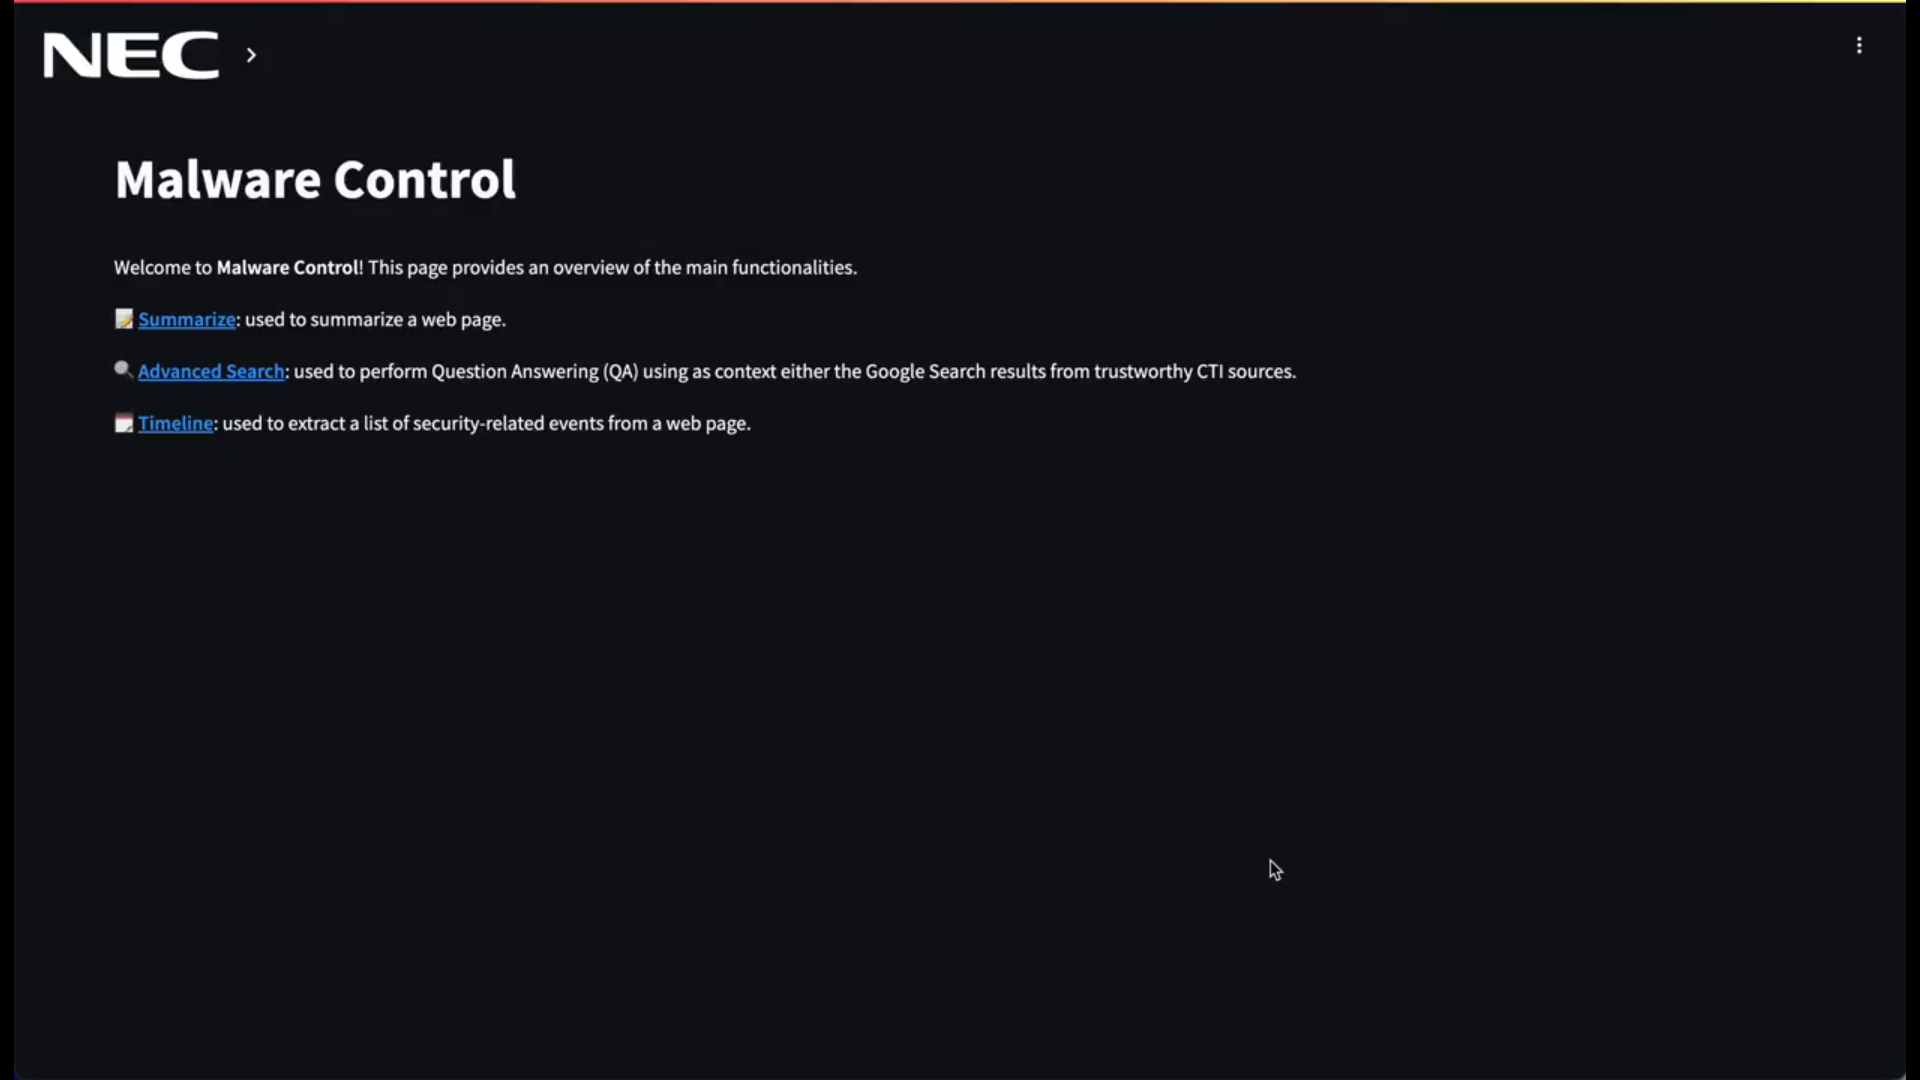 NEC
Malware Control
Welcome to Malware Control! This page provides an overview of the main functionalities.
Summarize: used to summarize a web page.
Advanced Search: used to perform Question Answering (QA) using as context either the Google Search results from trustworthy CTI sources.
Timeline: used to extract a list of security-related events from a web page.